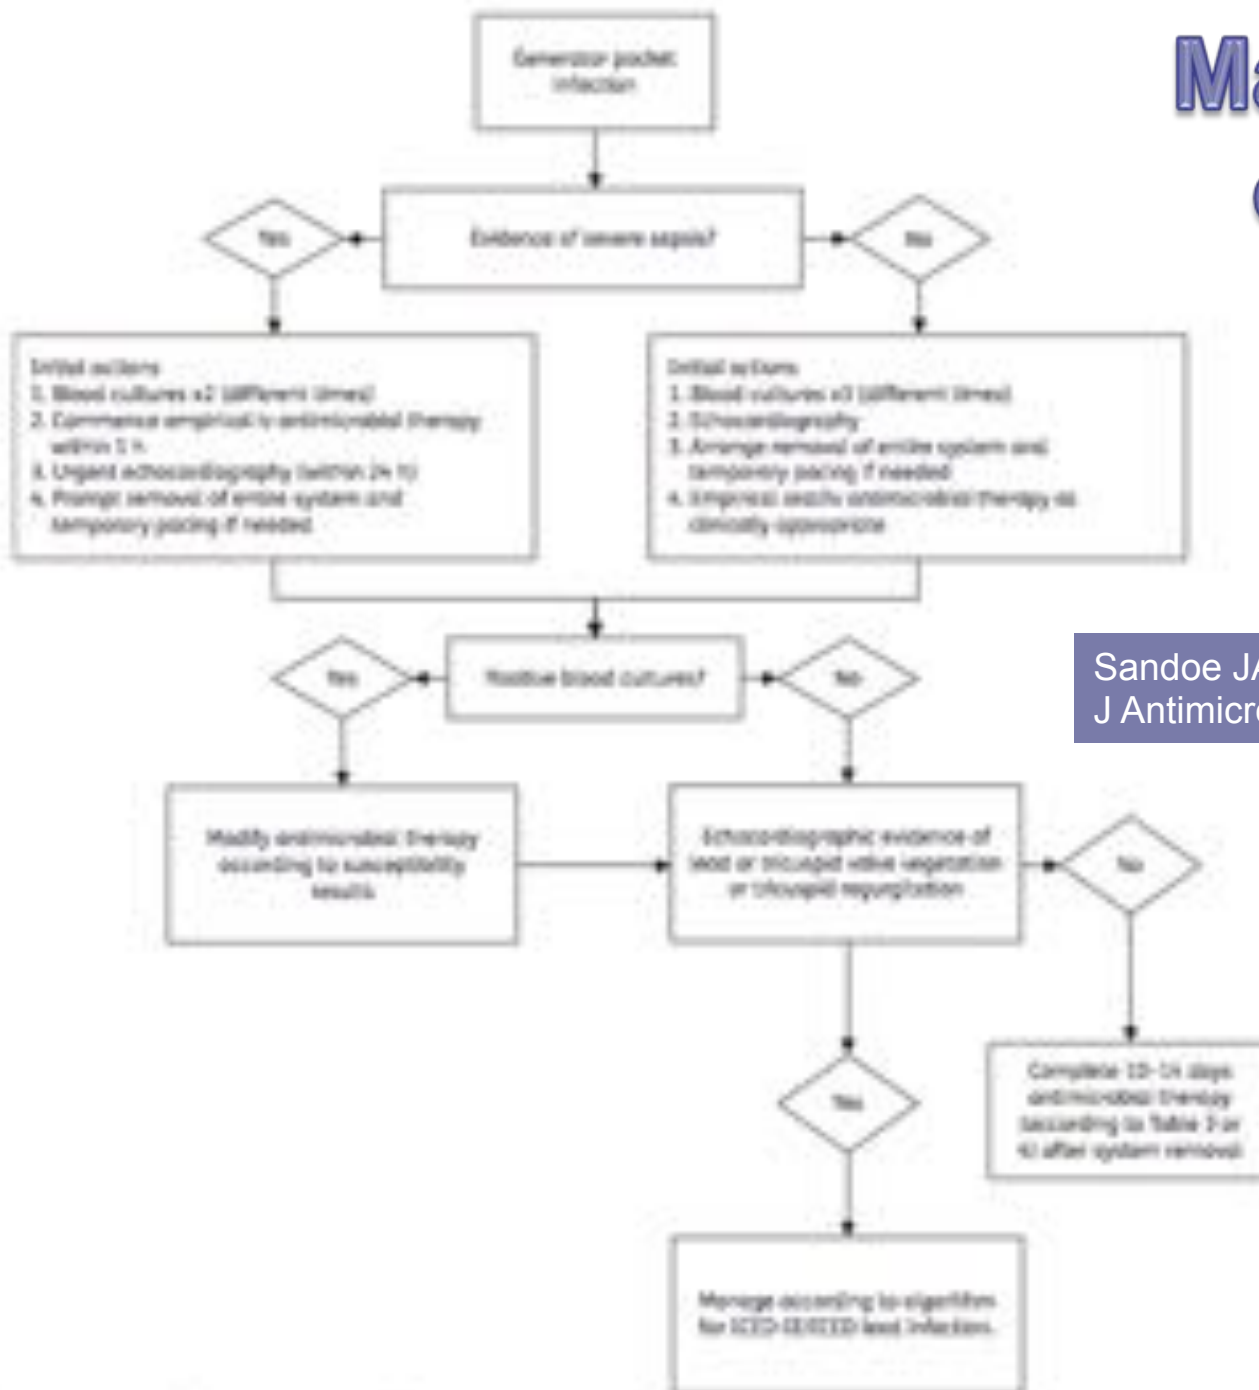 Ma
Generator pocket
infection
Yes
Evidence of severe sepsis?
No
Initial actions
1. Blood cultures x2 (different times)
2. Commence empirical iv antimicrobial therapy
within 1 h
3. Urgent echocardiography (within 24 h)
4. Prompt removal of entire system and
temporary pacing if needed
Initial actions
1. Blood cultures x3 (different times)
2. Echocardiography
3. Arrange removal of entire system and
temporary pacing if needed
4. Empirical antimicrobial therapy as
clinically appropriate
Yes
Positive blood cultures?
No
Sandoe JA
J Antimicro
Modify antimicrobial therapy
according to susceptibility
results
Echocardiographic evidence of
lead or tricuspid valve vegetation
or tricuspid regurgitation
No
Yes
Complete 10-14 days
antimicrobial therapy
(according to Table
after system removal
Manage according to algorithm
for lead infection.